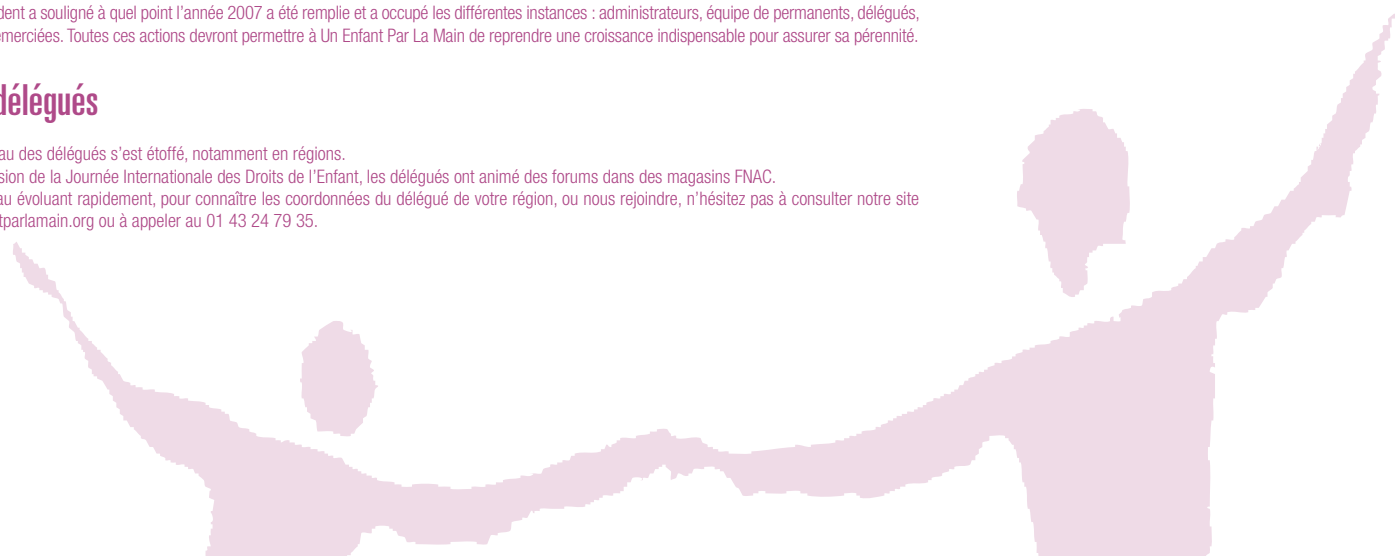 dent a souligné à quel point l'année 2007 a été remplie et a occupé les différentes instances : administrateurs, équipe de permanents, délégués,
emerciées. Toutes ces actions devront permettre à Un Enfant Par La Main de reprendre une croissance indispensable pour assurer sa pérennité.
délégués
au des délégués s'est étoffé, notamment en régions.
sion de la Journée Internationale des Droits de l'Enfant, les délégués ont animé des forums dans des magasins FNAC.
au évoluant rapidement, pour connaître les coordonnées du délégué de votre région, ou nous rejoindre, n'hésitez pas à consulter notre site
tparlamain.org ou à appeler au 01 43 24 79 35.